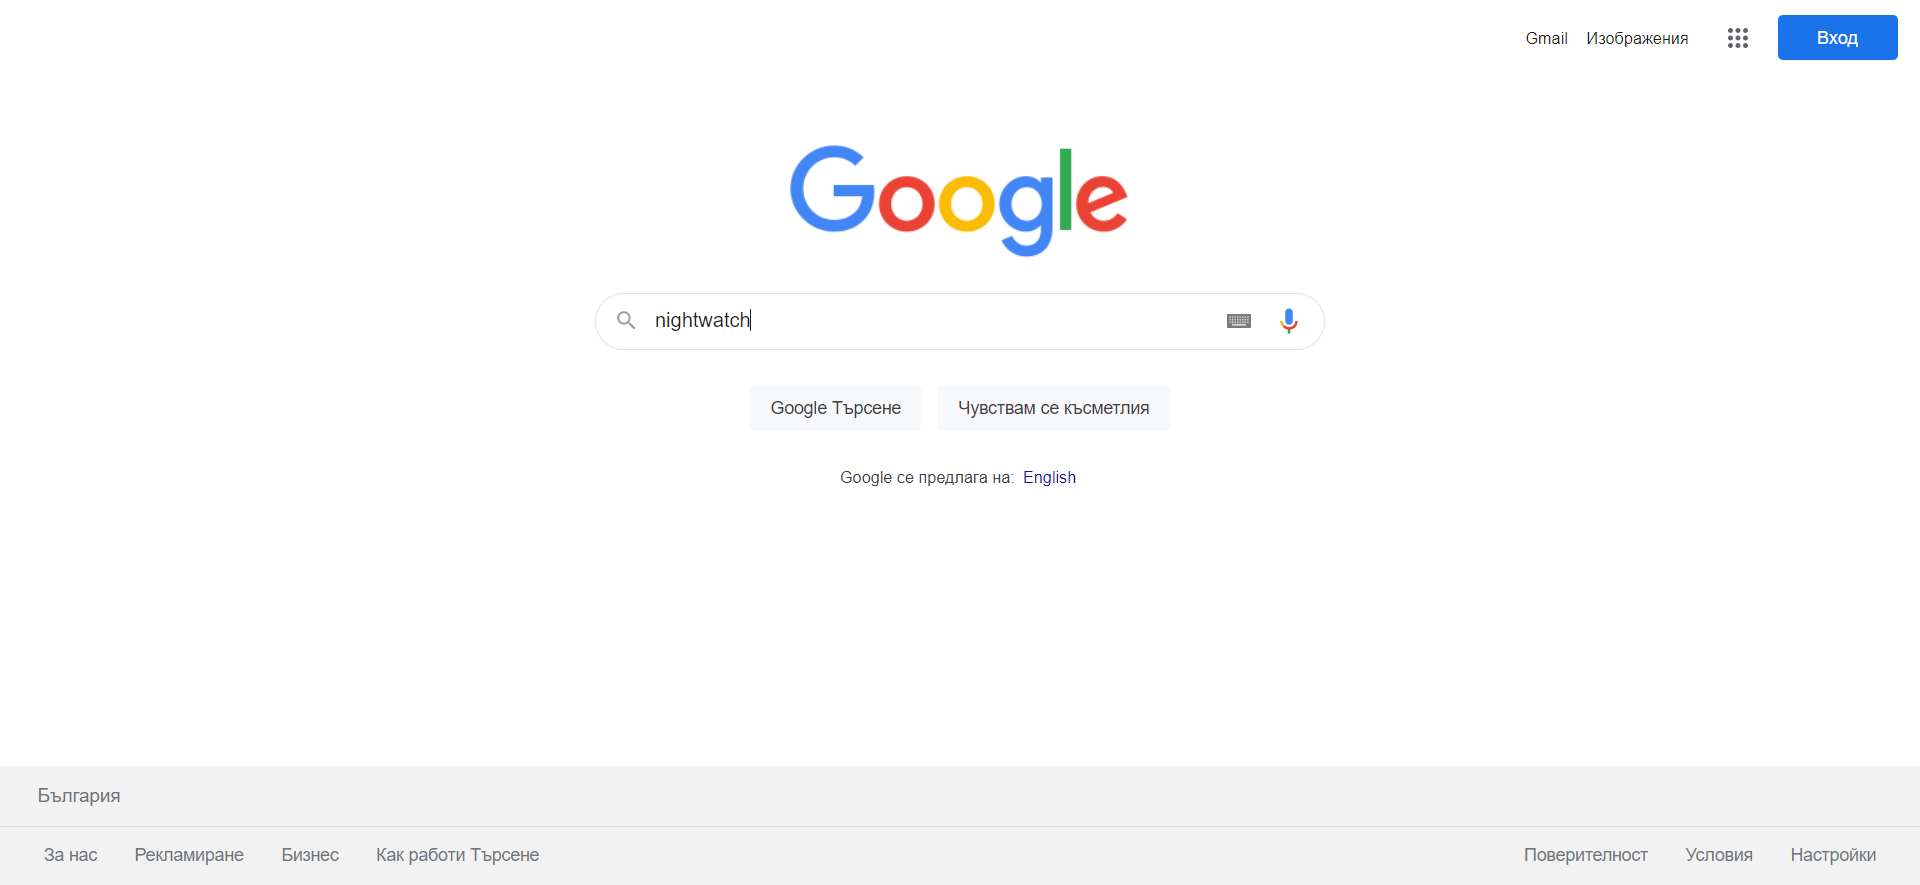 Gmail Изображения Вход
Google
nightwatch
Google Търсене Чувствам се късметлия
Google се предлага на: English
България
За нас Рекламиране Бизнес Как работи Търсене Поверителност Условия Настройки